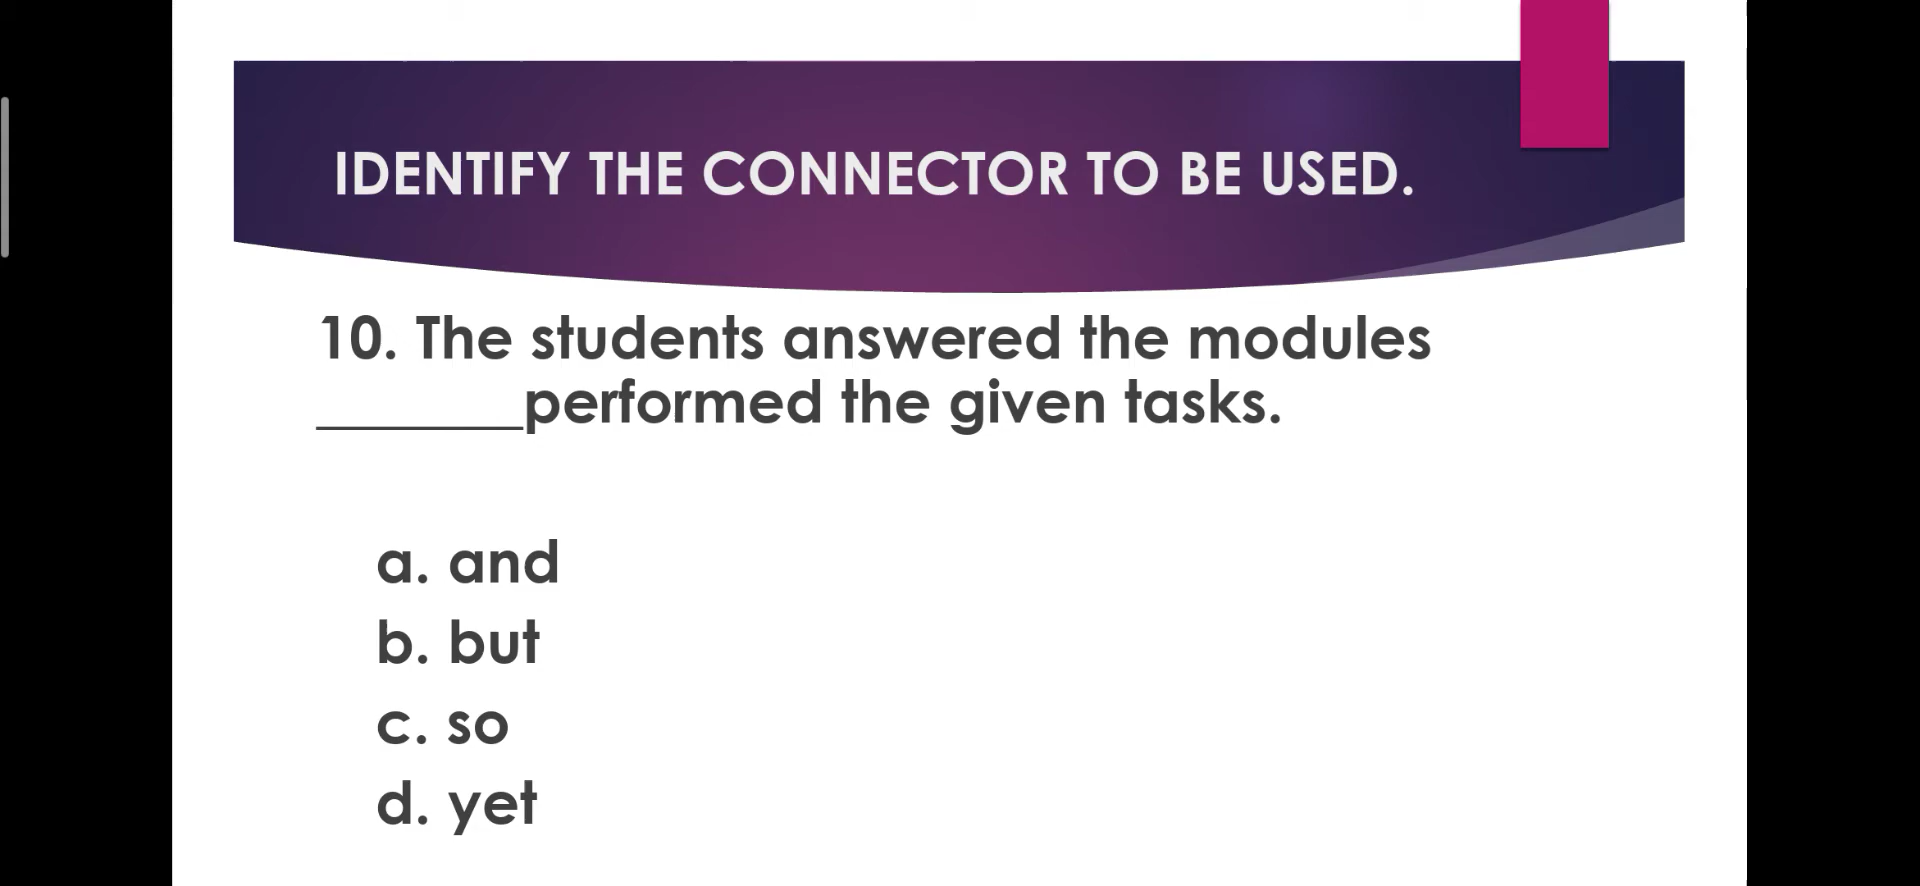 IDENTIFY THE CONNECTOR TO BE USED.
10. The students answered the modules
_______performed the given tasks.
a. and
b. but
c. so
d. yet